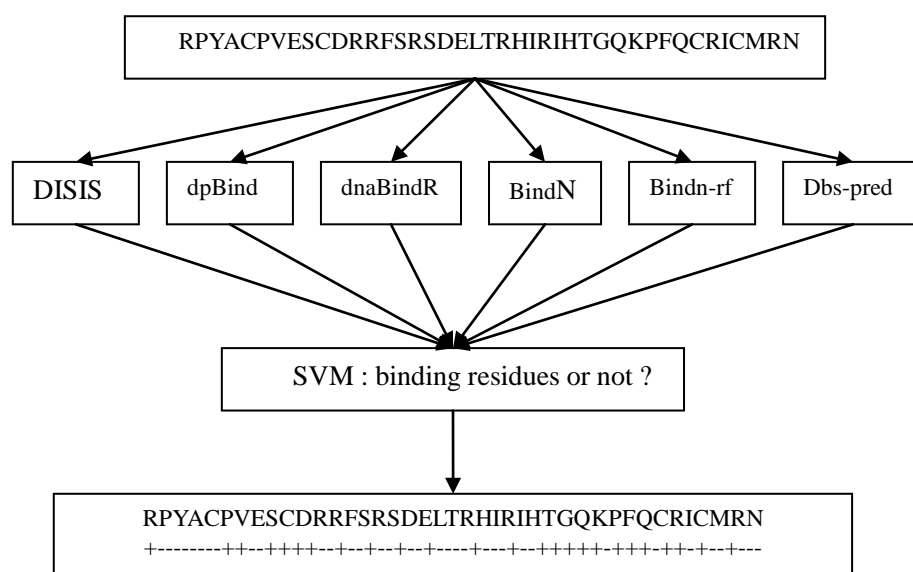 RPYACPVESCDRRFSRSDELTRHIRIHTGQKPFQCRICMRN
DISIS
dpBind
dnaBindR
BindN
Bindn-rf
Dbs-pred
SVM : binding residues or not ?
RPYACPVESCDRRFSRSDELTRHIRIHTGQKPFQCRICMRN
+--------++--++++--+--+--+--+----+---+--+++++-+++-++-+--+---